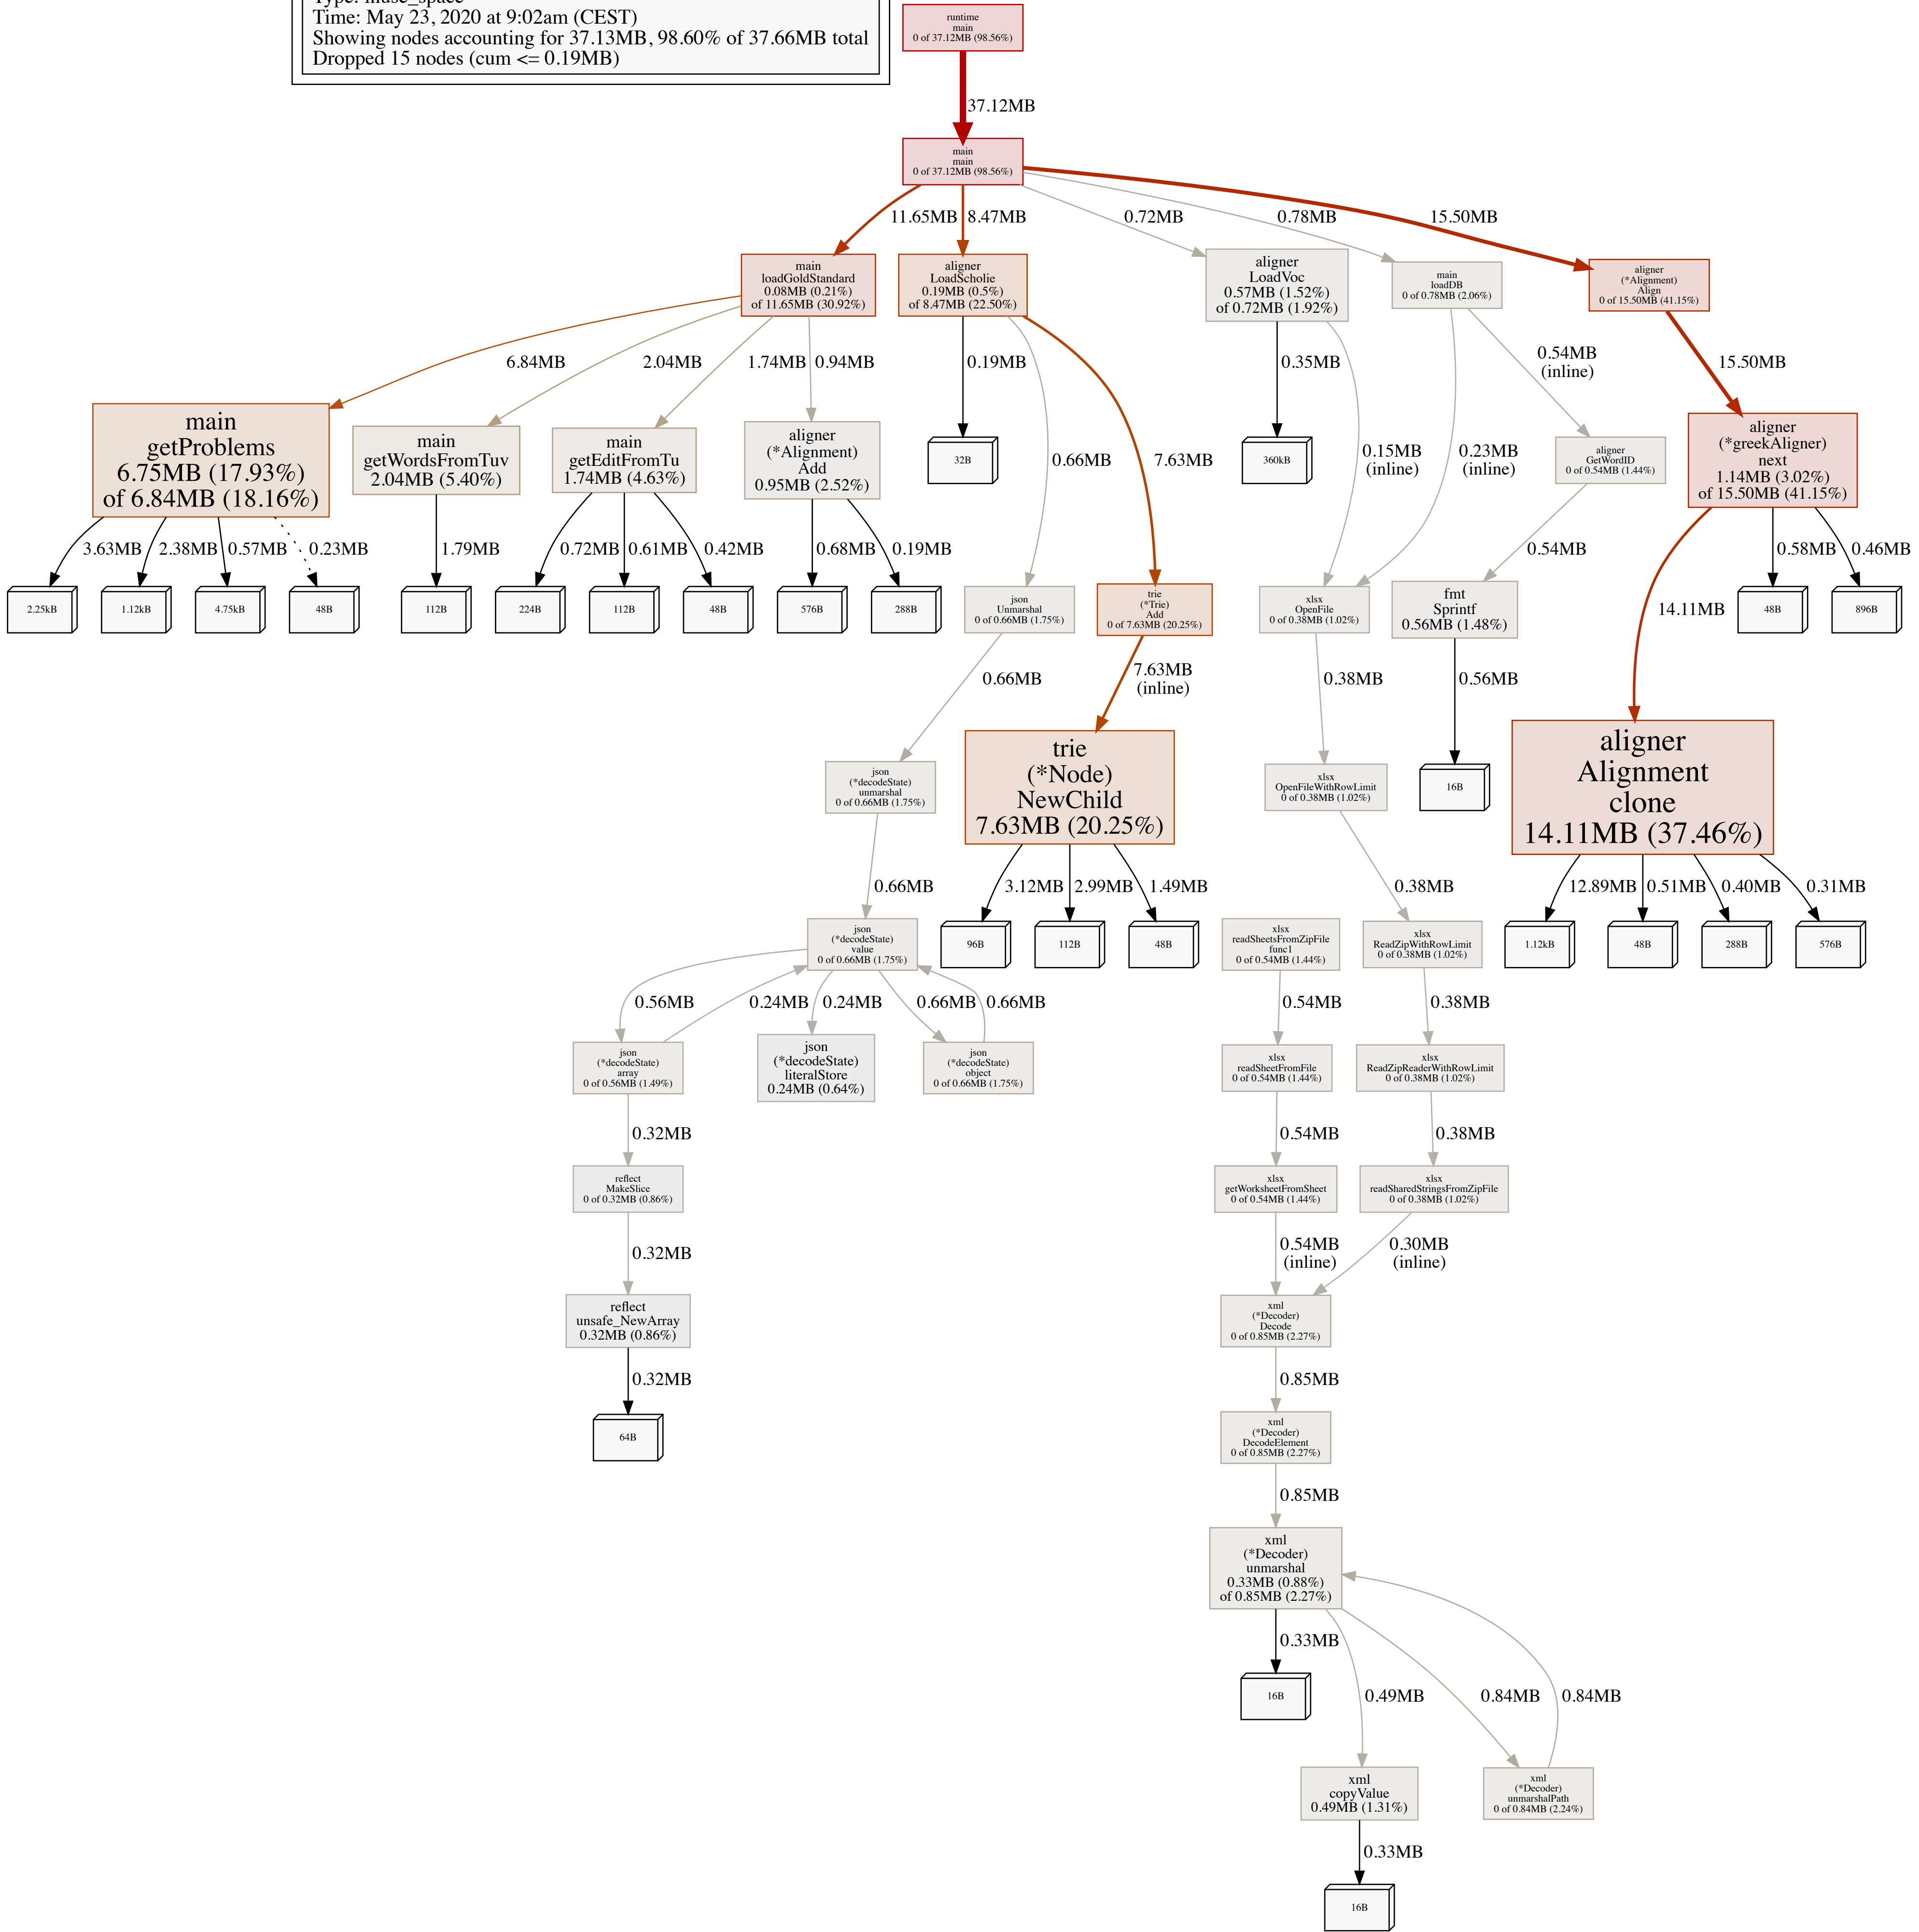 Time: May 23, 2020 at 9:02am (CEST)
Showing nodes accounting for 37.13MB, 98.60% of 37.66MB total
Dropped 15 nodes (cum <= 0.19MB)
runtime
main
0 of 37.12MB (98.56%)
37.12MB
main
main
0 of 37.12MB (98.56%)
11.65MB
8.47MB
0.72MB
0.78MB
15.50MB
main
loadGoldStandard
0.08MB (0.21%)
of 11.65MB (30.92%)
aligner
LoadScholie
0.19MB (0.5%)
of 8.47MB (22.50%)
aligner
LoadVoc
0.57MB (1.52%)
of 0.72MB (1.92%)
main
loadDB
0 of 0.78MB (2.06%)
aligner
(*Alignment)
Align
0 of 15.50MB (41.15%)
6.84MB
2.04MB
1.74MB
0.94MB
0.19MB
0.66MB
7.63MB
0.35MB
0.15MB
(inline)
0.23MB
(inline)
0.54MB
(inline)
15.50MB
main
getProblems
6.75MB (17.93%)
of 6.84MB (18.16%)
main
getWordsFromTuv
2.04MB (5.40%)
main
getEditFromTu
1.74MB (4.63%)
aligner
(*Alignment)
Add
0.95MB (2.52%)
32B
360kB
aligner
GetWordID
0 of 0.54MB (1.44%)
aligner
(*greekAligner)
next
1.14MB (3.02%)
of 15.50MB (41.15%)
3.63MB
2.38MB
0.57MB
0.23MB
1.79MB
0.72MB
0.61MB
0.42MB
0.68MB
0.19MB
0.54MB
14.11MB
0.58MB
0.46MB
2.25kB
1.12kB
4.75kB
48B
112B
224B
112B
48B
576B
288B
json
Unmarshal
0 of 0.66MB (1.75%)
trie
(*Trie)
Add
0 of 7.63MB (20.25%)
xlsx
OpenFile
0 of 0.38MB (1.02%)
fmt
Sprintf
0.56MB (1.48%)
48B
896B
0.66MB
7.63MB
(inline)
0.38MB
0.56MB
json
(*decodeState)
unmarshal
0 of 0.66MB (1.75%)
trie
(*Node)
NewChild
7.63MB (20.25%)
xlsx
OpenFileWithRowLimit
0 of 0.38MB (1.02%)
16B
aligner
Alignment
clone
14.11MB (37.46%)
0.66MB
3.12MB
2.99MB
1.49MB
0.38MB
12.89MB
0.51MB
0.40MB
0.31MB
json
(*decodeState)
value
0 of 0.66MB (1.75%)
96B
112B
48B
xlsx
readSheetsFromZipFile
func1
0 of 0.54MB (1.44%)
xlsx
ReadZipWithRowLimit
0 of 0.38MB (1.02%)
1.12kB
48B
288B
576B
0.56MB
0.24MB
0.24MB
0.66MB
0.66MB
0.54MB
0.38MB
json
(*decodeState)
array
0 of 0.56MB (1.49%)
json
(*decodeState)
literalStore
0.24MB (0.64%)
json
(*decodeState)
object
0 of 0.66MB (1.75%)
xlsx
readSheetFromFile
0 of 0.54MB (1.44%)
xlsx
ReadZipReaderWithRowLimit
0 of 0.38MB (1.02%)
0.32MB
0.54MB
0.38MB
reflect
MakeSlice
0 of 0.32MB (0.86%)
xlsx
getWorksheetFromSheet
0 of 0.54MB (1.44%)
xlsx
readSharedStringsFromZipFile
0 of 0.38MB (1.02%)
0.32MB
0.54MB
(inline)
0.30MB
(inline)
reflect
unsafe_NewArray
0.32MB (0.86%)
xml
(*Decoder)
Decode
0 of 0.85MB (2.27%)
0.32MB
0.85MB
64B
xml
(*Decoder)
DecodeElement
0 of 0.85MB (2.27%)
0.85MB
xml
(*Decoder)
unmarshal
0.33MB (0.88%)
of 0.85MB (2.27%)
0.33MB
0.49MB
0.84MB
0.84MB
16B
xml
copyValue
0.49MB (1.31%)
xml
(*Decoder)
unmarshalPath
0 of 0.84MB (2.24%)
0.33MB
16B